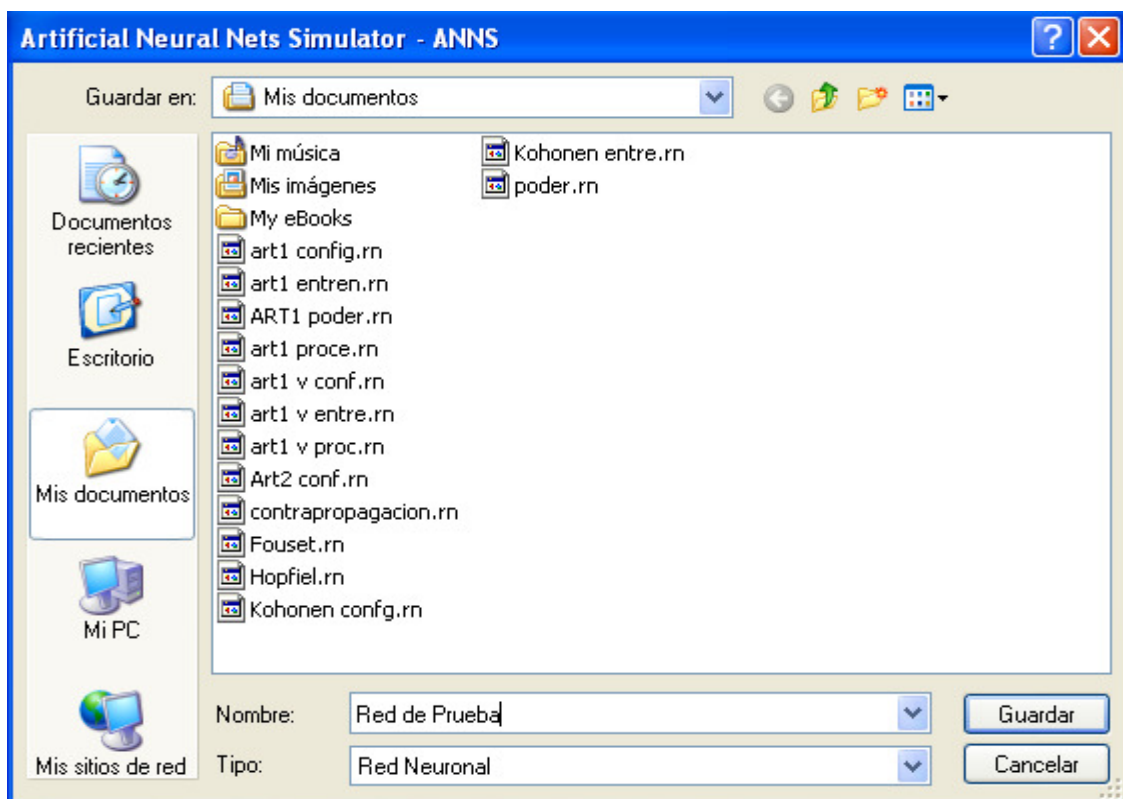 Artificial Neural Nets Simulator - ANNS
Guardar en:
Mis documentos
Documentos
recientes
Escritorio
Mis documentos
Mi PC
Mis sitios de red
Mi música
Mis imágenes
My eBooks
art1 config.rn
art1 entren.rn
ART1 poder.rn
art1 proce.rn
art1 v conf.rn
art1 v entre.rn
art1 v proc.rn
Art2 conf.rn
contrapropagacion.rn
Fouset.rn
Hopfiel.rn
Kohonen confg.rn
Kohonen entre.rn
poder.rn
Nombre:
Red de Prueba
Guardar
Tipo:
Red Neuronal
Cancelar